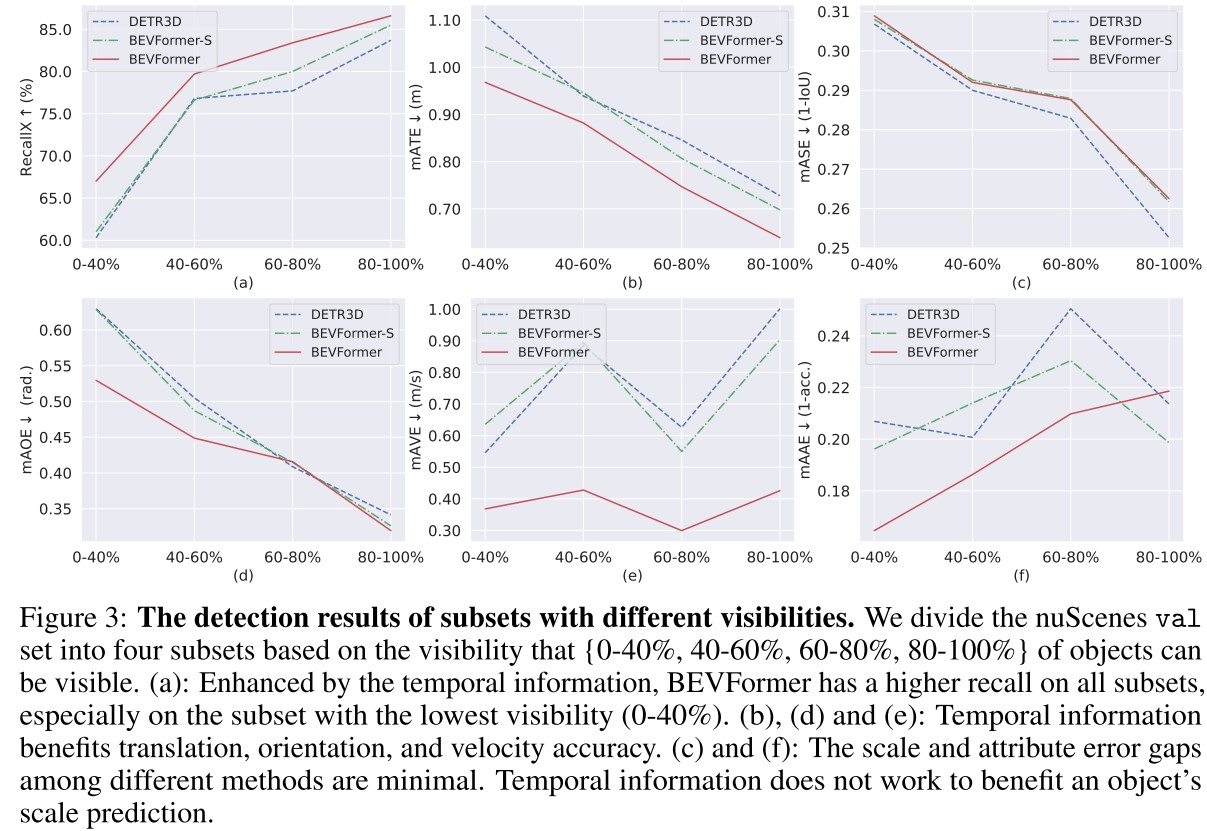 DETR3D
BEVFormer-S
BEVFormer
85.0
80.0
75.0
70.0
65.0
60.0
RecallX ↑ (%)
0-40% 40-60% 60-80% 80-100%
(a)
DETR3D
BEVFormer-S
BEVFormer
1.10
1.00
0.90
0.80
0.70
mATE ↓ (m)
0-40% 40-60% 60-80% 80-100%
(b)
DETR3D
BEVFormer-S
BEVFormer
0.31
0.30
0.29
0.28
0.27
0.26
0.25
mASE ↓ (1-IoU)
0-40% 40-60% 60-80% 80-100%
(c)
DETR3D
BEVFormer-S
BEVFormer
0.60
0.55
0.50
0.45
0.40
0.35
mAOE ↓ (rad.)
0-40% 40-60% 60-80% 80-100%
(d)
DETR3D
BEVFormer-S
BEVFormer
1.00
0.90
0.80
0.70
0.60
0.50
0.40
0.30
mAVE ↓ (m/s)
0-40% 40-60% 60-80% 80-100%
(e)
DETR3D
BEVFormer-S
BEVFormer
0.24
0.22
0.20
0.18
mAAE ↓ (1-acc.)
0-40% 40-60% 60-80% 80-100%
(f)
Figure 3: The detection results of subsets with different visibilities. We divide the nuScenes val
set into four subsets based on the visibility that {0-40%, 40-60%, 60-80%, 80-100%} of objects can
be visible. (a): Enhanced by the temporal information, BEVFormer has a higher recall on all subsets,
especially on the subset with the lowest visibility (0-40%). (b), (d) and (e): Temporal information
benefits translation, orientation, and velocity accuracy. (c) and (f): The scale and attribute error gaps
among different methods are minimal. Temporal information does not work to benefit an object's
scale prediction.